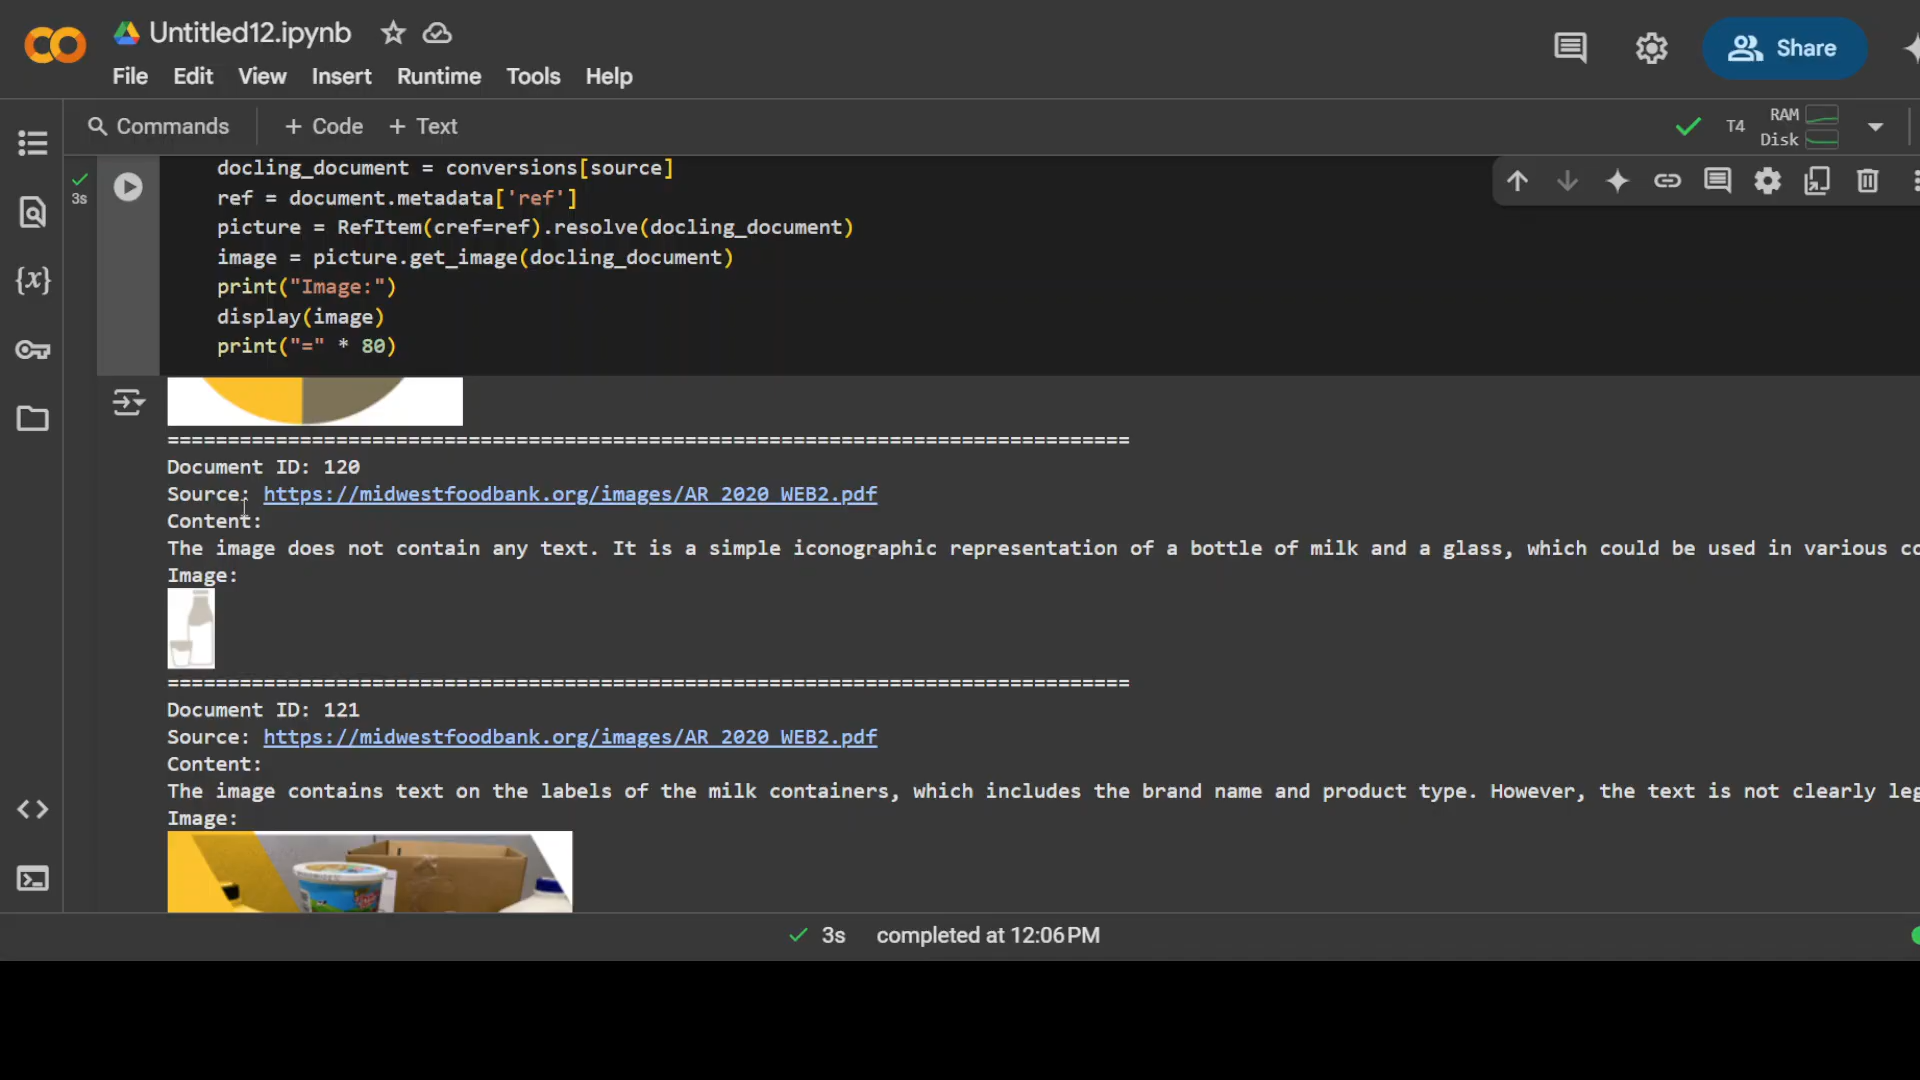 Untitled12.ipynb
File Edit View Insert Runtime Tools Help
Share
Commands + Code + Text
T4 RAM Disk
docling_document = conversions[source]
3s
ref = document.metadata['ref']
picture = RefItem(cref=ref).resolve(docling_document)
image = picture.get_image(docling_document)
print("Image:")
display(image)
print("=" * 80)
================================================================================
Document ID: 120
Source: https://midwestfoodbank.org/images/AR_2020_WEB2.pdf
Content:
The image does not contain any text. It is a simple iconographic representation of a bottle of milk and a glass, which could be used in various co
Image:
================================================================================
Document ID: 121
Source: https://midwestfoodbank.org/images/AR_2020_WEB2.pdf
Content:
The image contains text on the labels of the milk containers, which includes the brand name and product type. However, the text is not clearly leg
Image:
3s completed at 12:06 PM